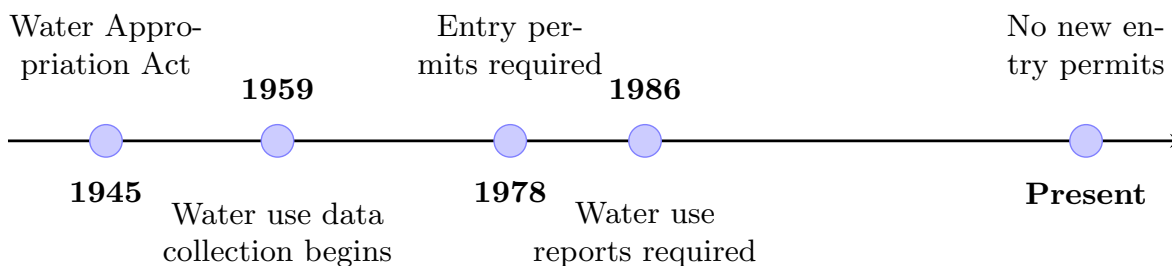 Water Appro-
priation Act
1945
1959
Water use data
collection begins
Entry per-
mits required
1978
1986
Water use
reports required
No new en-
try permits
Present